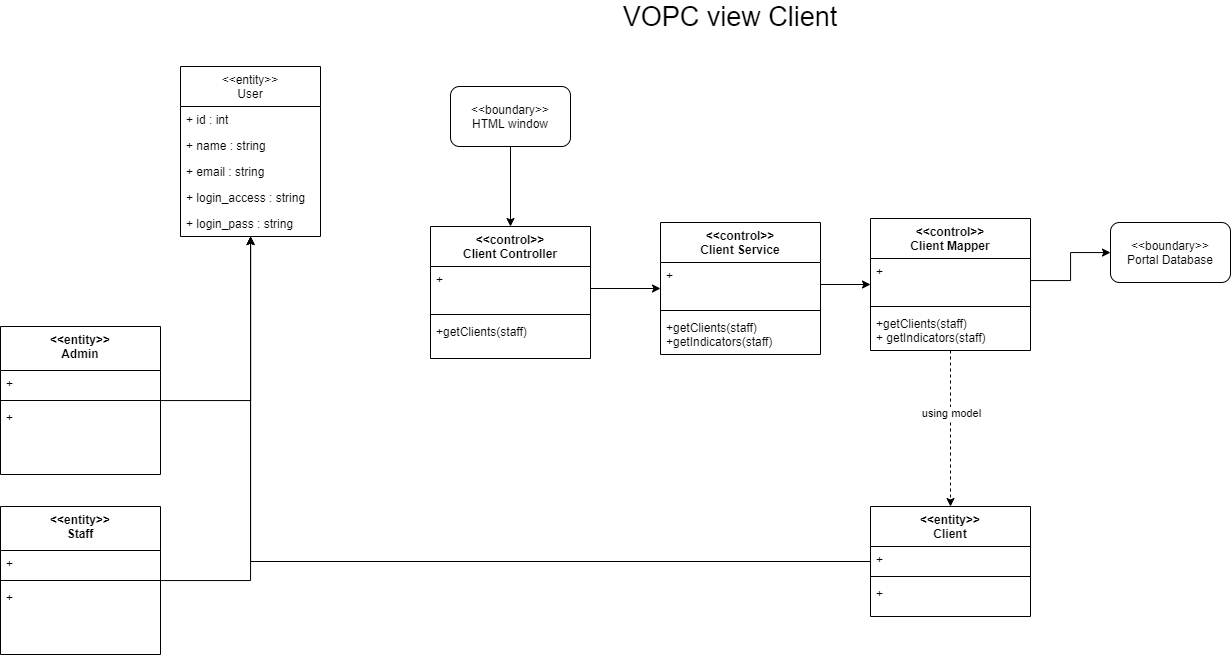 VOPC view Client
<<entity>>
User
+ id : int
+ name : string
+ email : string
+ login_access : string
+ login_pass : string
<<boundary>>
HTML window
<<control>>
Client Controller
+
+getClients(staff)
<<control>>
Client Service
+
+getClients(staff)
+getIndicators(staff)
<<control>>
Client Mapper
+
+getClients(staff)
+ getIndicators(staff)
<<boundary>>
Portal Database
<<entity>>
Admin
+
+
using model
<<entity>>
Staff
+
+
<<entity>>
Client
+
+